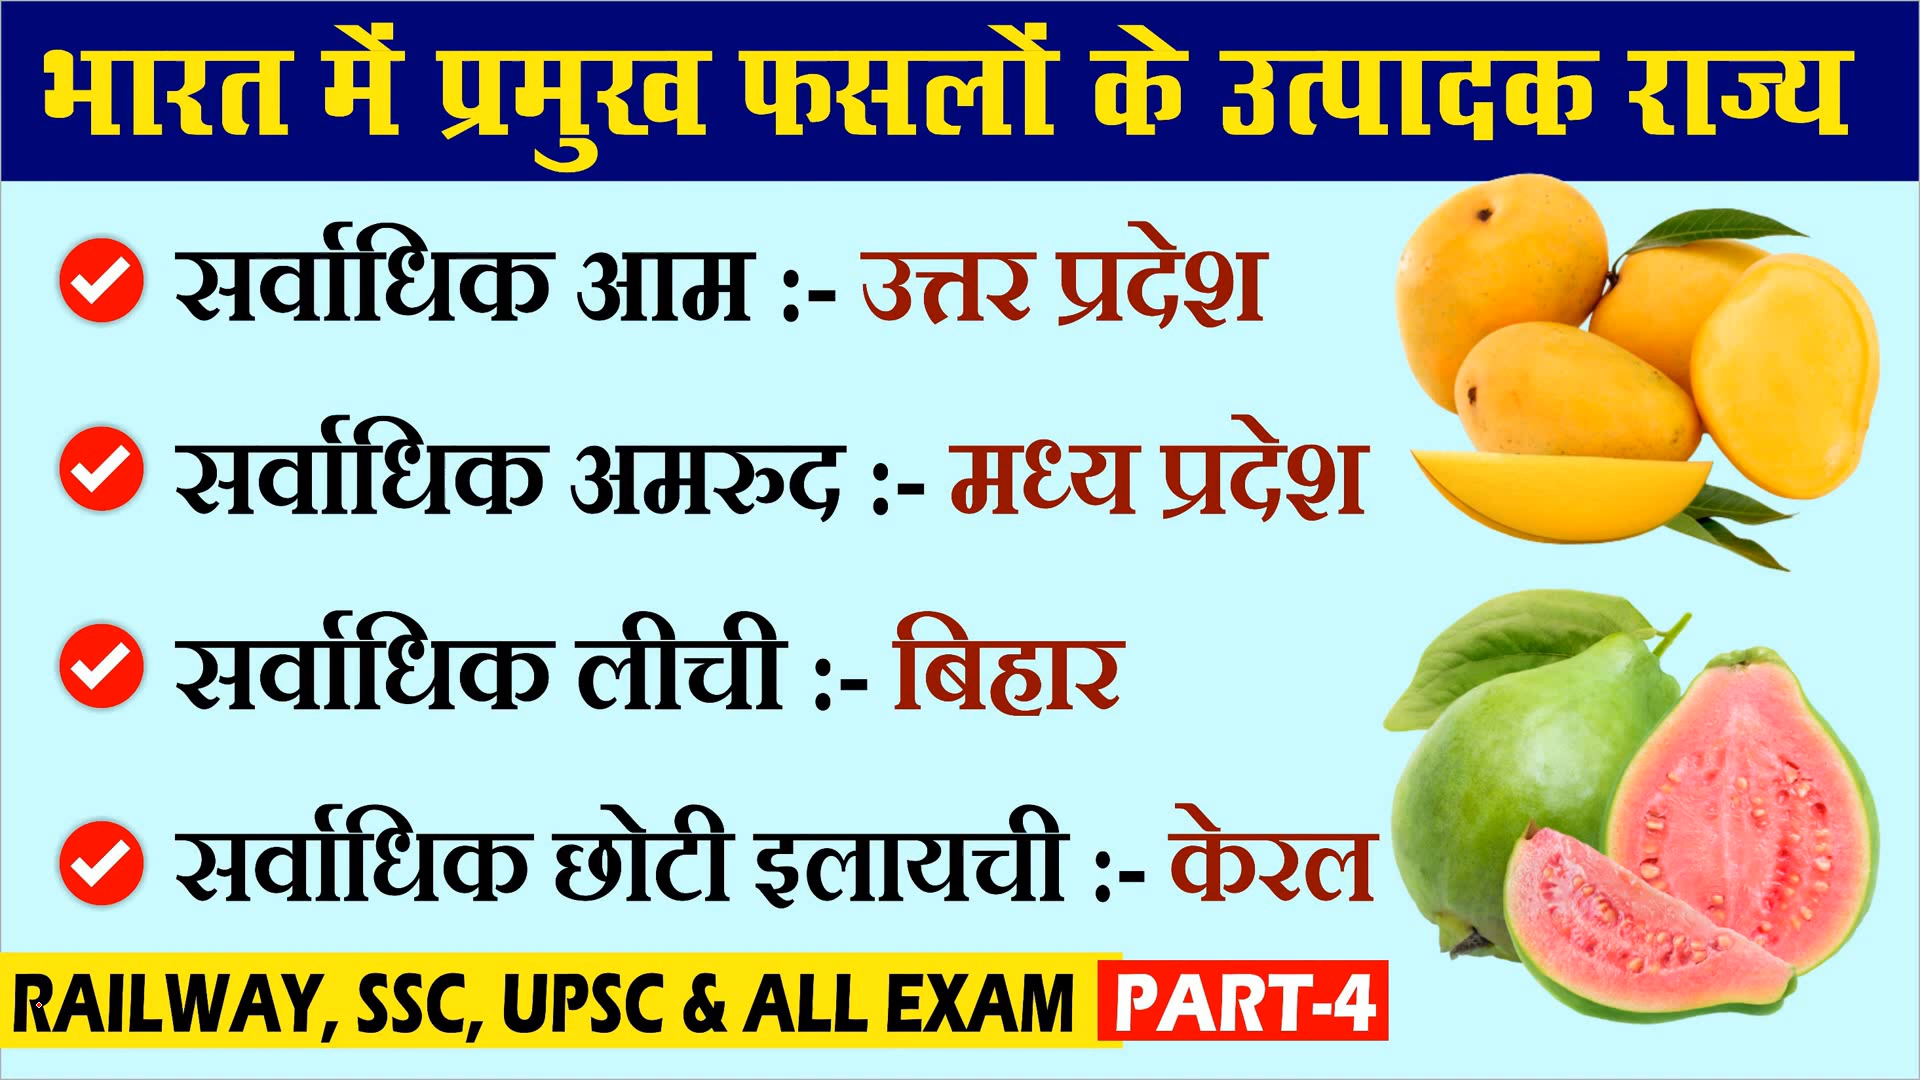 भारत में प्रमुख फसलों के उत्पादक राज्य
सर्वाधिक आम :- उत्तर प्रदेश
सर्वाधिक अमरुद :- मध्य प्रदेश
सर्वाधिक लीची :- बिहार
सर्वाधिक छोटी इलायची :- केरल
RAILWAY, SSC, UPSC & ALL EXAM PART-4